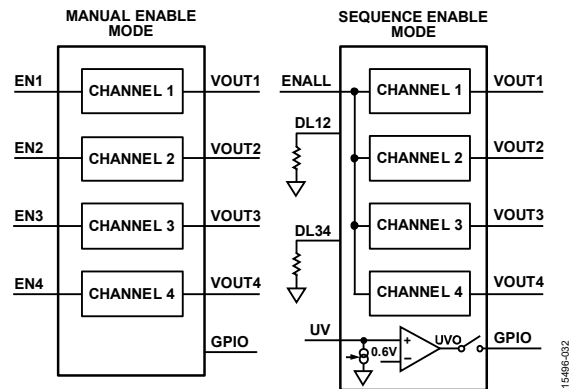 MANUAL ENABLE
MODE
EN1
CHANNEL 1
VOUT1
EN2
CHANNEL 2
VOUT2
EN3
CHANNEL 3
VOUT3
EN4
CHANNEL 4
VOUT4
GPIO
SEQUENCE ENABLE
MODE
ENALL
CHANNEL 1
VOUT1
DL12
CHANNEL 2
VOUT2
CHANNEL 3
VOUT3
DL34
CHANNEL 4
VOUT4
UV
+
0.6V
−
UVO
GPIO
15496-032